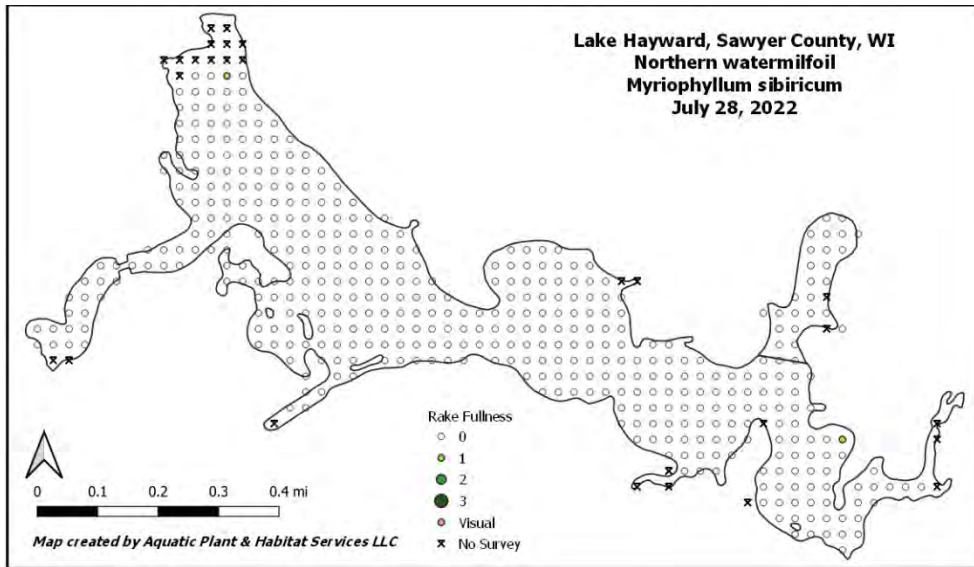 Lake Hayward, Sawyer County, WI
Northern watermilfoil
Myriophyllum sibiricum
July 28, 2022
Rake Fullness
0
1
2
3
Visual
No Survey
0 0.1 0.2 0.3 0.4 mi
Map created by Aquatic Plant & Habitat Services LLC